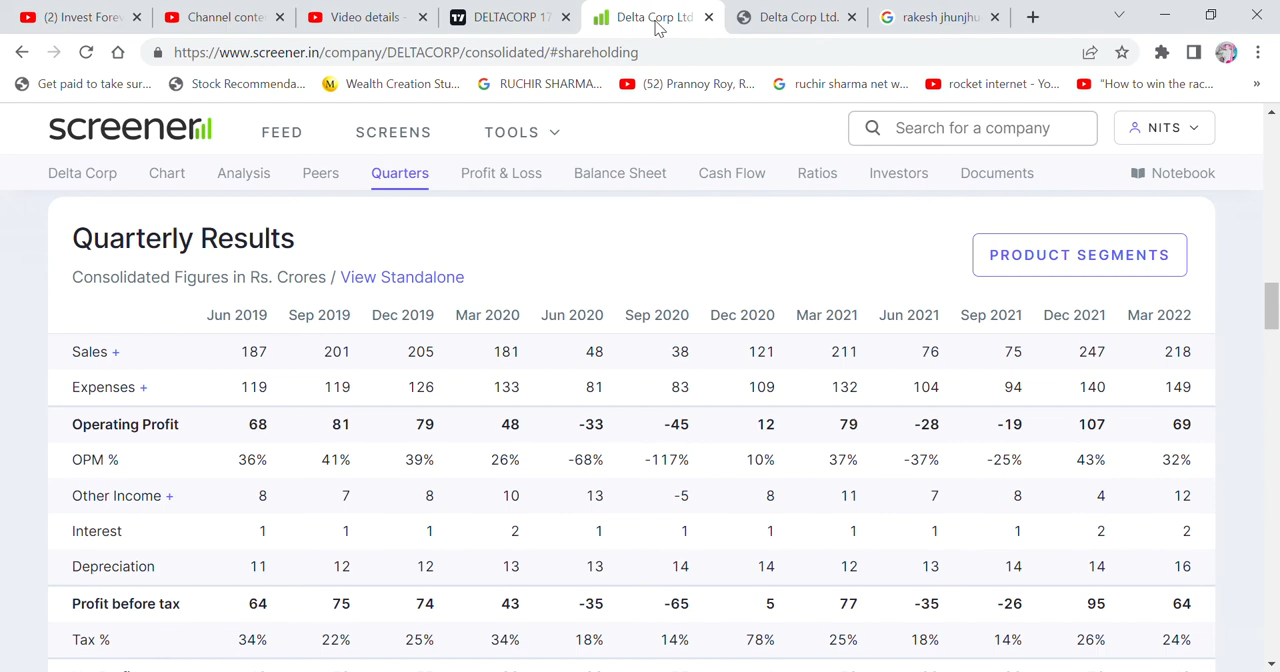 (2) Invest Forev
Channel conte
Video details -
DELTACORP 17
Delta Corp Ltd
Delta Corp Ltd.
rakesh jhunjhu
https://www.screener.in/company/DELTACORP/consolidated/#shareholding
Get paid to take sur...
Stock Recommenda...
Wealth Creation Stu...
RUCHIR SHARMA...
(52) Prannoy Roy, R...
ruchir sharma net w...
rocket internet - Yo...
"How to win the rac...
»
screener
FEED
SCREENS
TOOLS
Search for a company
NITS
Delta Corp
Chart
Analysis
Peers
Quarters
Profit & Loss
Balance Sheet
Cash Flow
Ratios
Investors
Documents
Notebook
Quarterly Results
PRODUCT SEGMENTS
Consolidated Figures in Rs. Crores / View Standalone
Jun 2019 Sep 2019 Dec 2019 Mar 2020 Jun 2020 Sep 2020 Dec 2020 Mar 2021 Jun 2021 Sep 2021 Dec 2021 Mar 2022
Sales + 187 201 205 181 48 38 121 211 76 75 247 218
Expenses + 119 119 126 133 81 83 109 132 104 94 140 149
Operating Profit 68 81 79 48 -33 -45 12 79 -28 -19 107 69
OPM % 36% 41% 39% 26% -68% -117% 10% 37% -37% -25% 43% 32%
Other Income + 8 7 8 10 13 -5 8 11 7 8 4 12
Interest 1 1 1 2 1 1 1 1 1 1 2 2
Depreciation 11 12 12 13 13 14 14 12 13 14 14 16
Profit before tax 64 75 74 43 -35 -65 5 77 -35 -26 95 64
Tax % 34% 22% 25% 34% 18% 14% 78% 25% 18% 14% 26% 24%